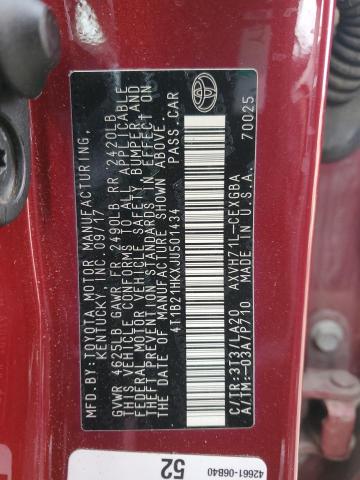 MFD. BY: TOYOTA MOTOR MANUFACTURING,
KENTUCKY, INC. 09/17
GVWR 4625LB GAWR FR 2490LB RR 2420LB
THIS VEHICLE CONFORMS TO ALL APPLICABLE
FEDERAL MOTOR VEHICLE SAFETY, BUMPER, AND
THEFT PREVENTION STANDARDS IN EFFECT ON
THE DATE OF MANUFACTURE SHOWN ABOVE.
4T1B21HKXJU501434 PASS. CAR
C/TR:3T3/LA20 AXVH71L-CEXSBA
A/TM:-03A/PZ10 MADE IN U.S.A.
70025
42661-06B40
52